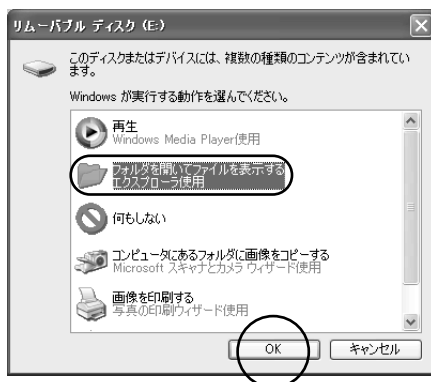 リムーバブル ディスク (E:)
このディスクまたはデバイスには、複数の種類のコンテンツが含まれてい
ます。
Windows が実行する動作を選んでください。
再生
Windows Media Player使用
フォルダを開いてファイルを表示する
エクスプローラ使用
何もしない
コンピュータにあるフォルダに画像をコピーする
Microsoft スキャナとカメラ ウィザード使用
画像を印刷する
写真の印刷ウィザード使用
OK
キャンセル